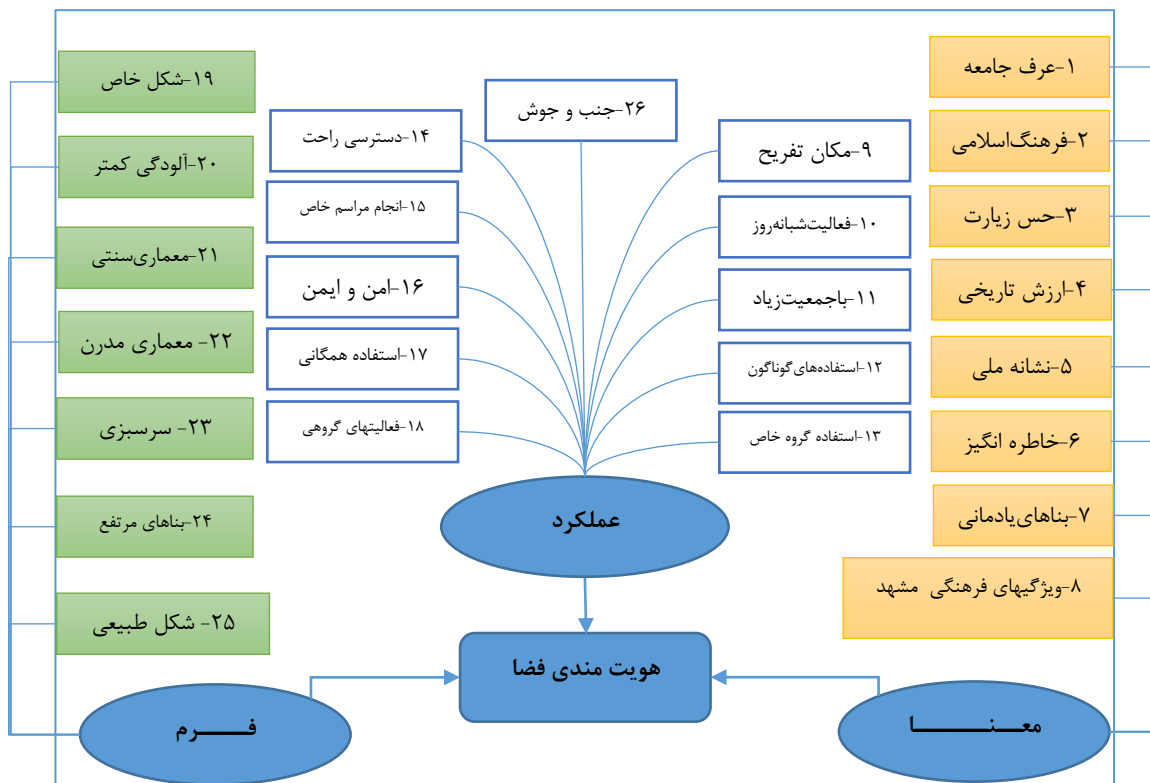 ۱-عرف جامعه
۲-فرهنگ‌اسلامی
۳-حس زیارت
۴-ارزش تاریخی
۵-نشانه ملی
۶-خاطره انگیز
۷-بناهای‌یادمانی
۸-ویژگیهای فرهنگی مشهد
۹-مکان تفریح
۱۰-فعالیت‌شبانه‌روز
۱۱-باجمعیت‌زیاد
۱۲-استفاده‌های‌گوناگون
۱۳-استفاده گروه خاص
۲۶-جنب و جوش
۱۴-دسترسی راحت
۱۵-انجام مراسم خاص
۱۶-امن و ایمن
۱۷-استفاده همگانی
۱۸-فعالیتهای گروهی
۱۹-شکل خاص
۲۰-آلودگی کمتر
۲۱-معماری‌سنتی
۲۲- معماری مدرن
۲۳- سرسبزی
۲۴-بناهای مرتفع
۲۵- شکل طبیعی
عملکرد
هویت مندی فضا
معـــنـــــــــا
فـــــــرم